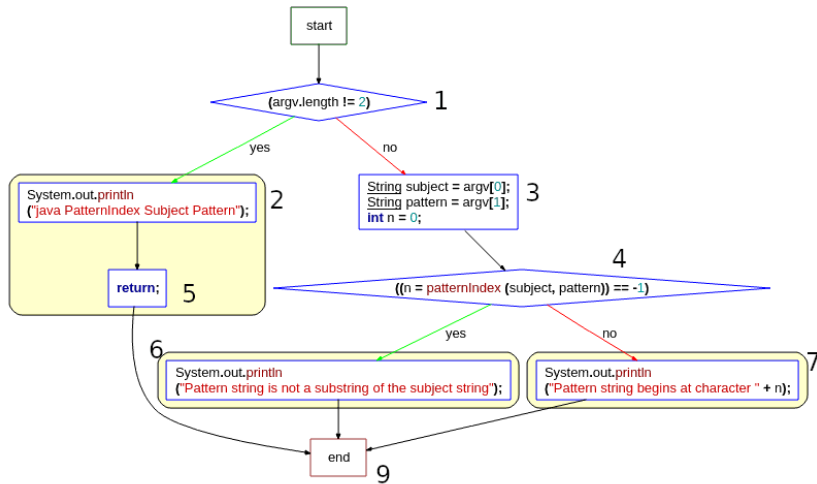 start
(argv.length != 2)
1
yes
no
System.out.println
("java PatternIndex Subject Pattern");
2
String subject = argv[0];
String pattern = argv[1];
int n = 0;
3
4
return;
5
((n = patternIndex (subject, pattern)) == -1)
yes
no
6
System.out.println
("Pattern string is not a substring of the subject string");
System.out.println
("Pattern string begins at character " + n);
7
end
9